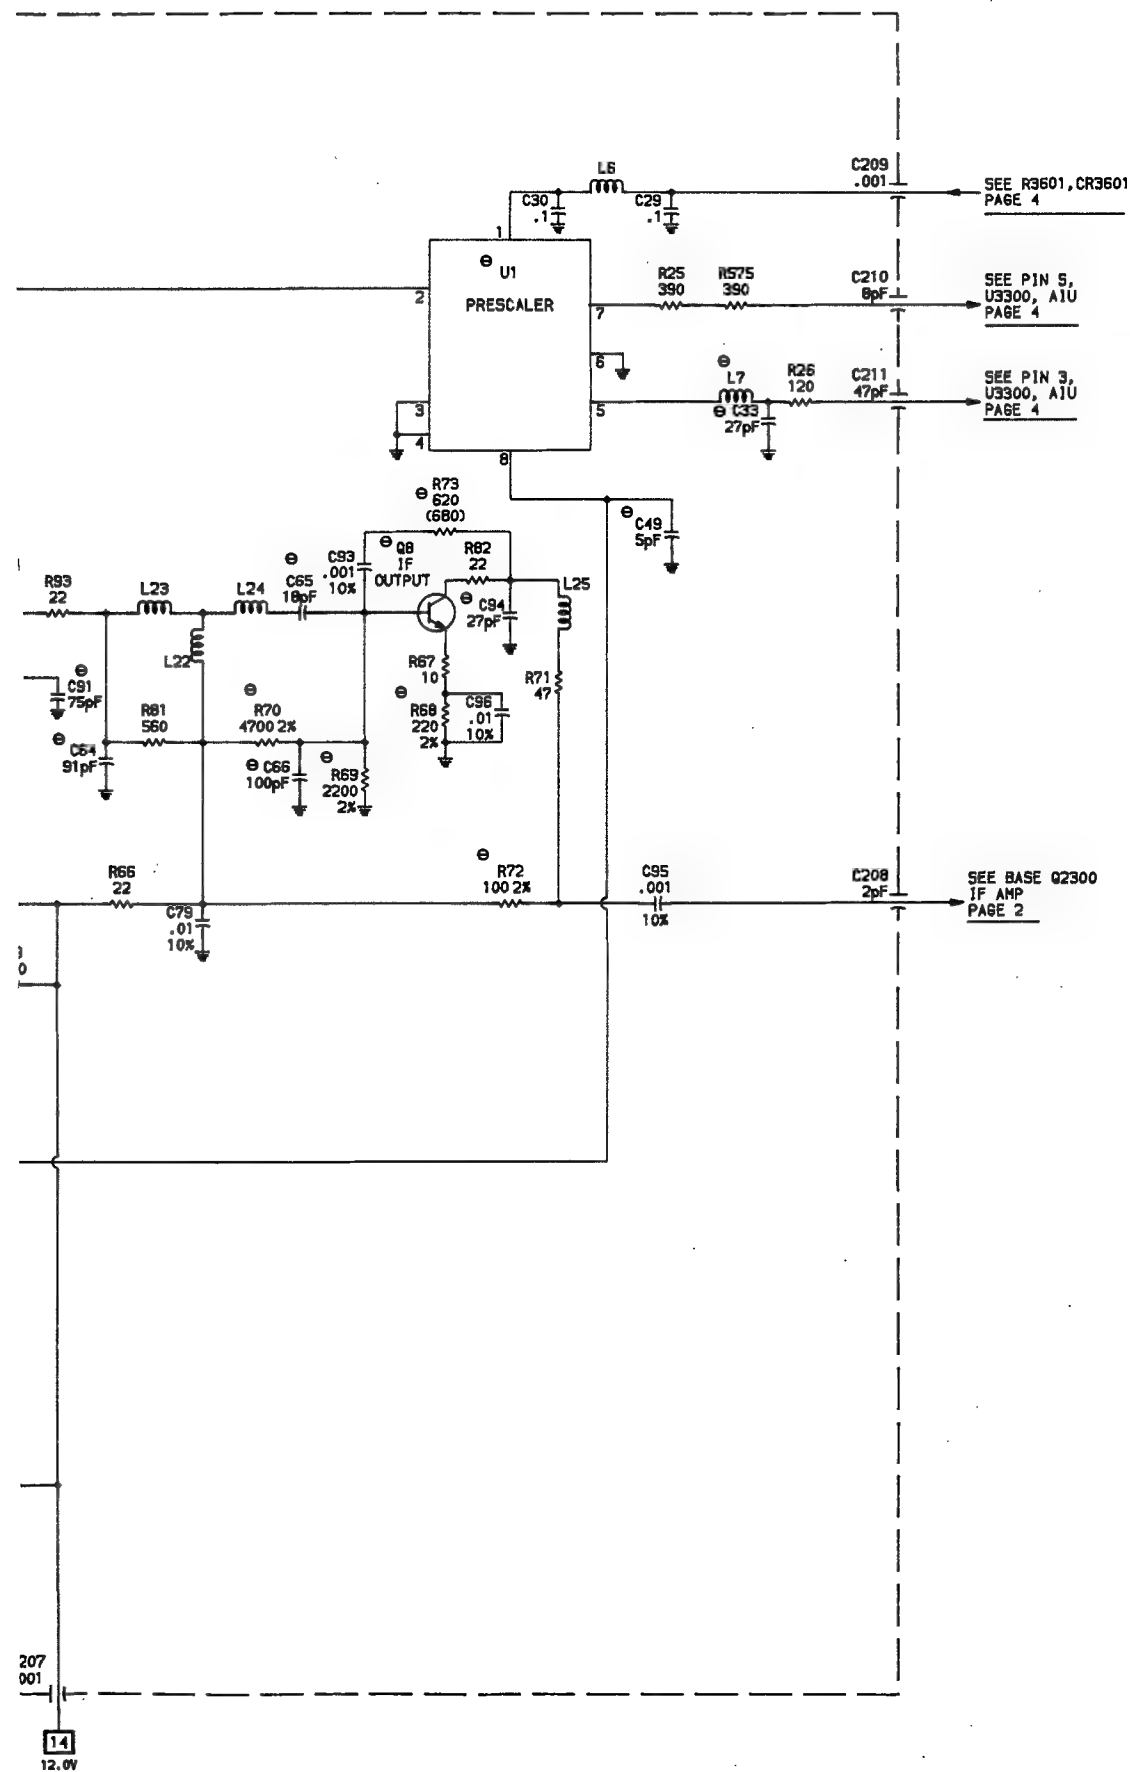 C209
.001
L6
SEE R3601,CR3601
PAGE 4
C30
.1
C29
.1
1
U1
PRESCALER
2
R25
390
R575
390
C210
8pF
SEE PIN 5,
U3300, A1U
PAGE 4
7
6
L7
R26
120
C211
47pF
SEE PIN 3,
U3300, A1U
PAGE 4
3
5
C33
27pF
4
8
R73
620
(680)
C49
5pF
Q8
IF
OUTPUT
R82
22
C93
.001
10%
R93
22
L23
L24
C65
18pF
L25
C94
27pF
L22
R67
10
R71
47
C91
75pF
R81
560
R70
4700 2%
R68
220
2%
C96
.01
10%
C64
91pF
C66
100pF
R69
2200
2%
R66
22
R72
100 2%
C95
.001
10%
C208
2pF
SEE BASE Q2300
IF AMP
PAGE 2
C79
.01
10%
0
207
001
14
12.0V